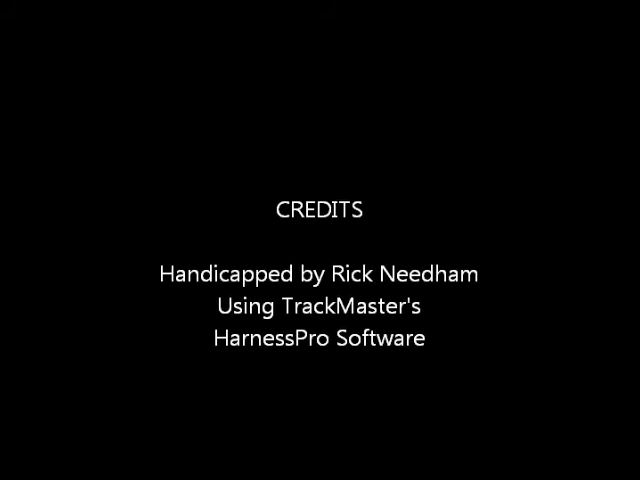 CREDITS
Handicapped by Rick Needham
Using TrackMaster's
HarnessPro Software